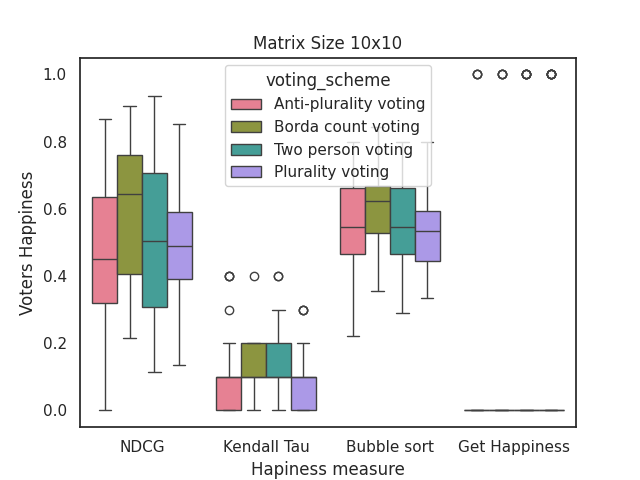 Matrix Size 10x10
voting_scheme
Anti-plurality voting
Borda count voting
Two person voting
Plurality voting
Voters Happiness
1.0
0.8
0.6
0.4
0.2
0.0
NDCG
Kendall Tau
Bubble sort
Get Happiness
Hapiness measure